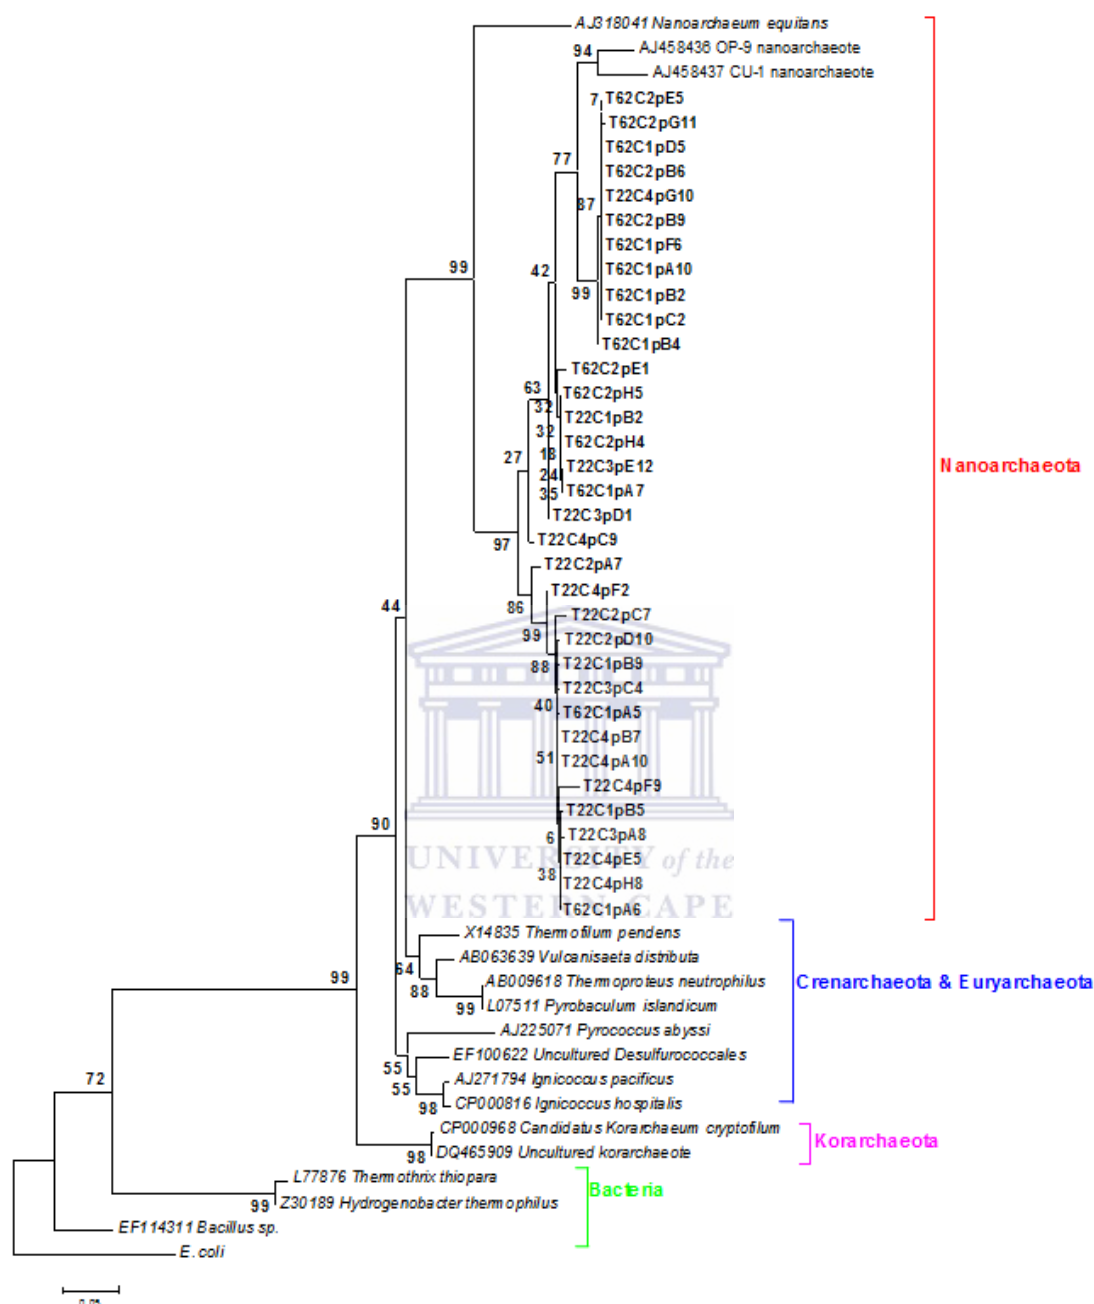 AJ318041 Nanoarchaeum equitans
94 AJ458436 OP-9 nanoarchaeote
AJ458437 CU-1 nanoarchaeote
7 T62C2pE5
T62C2pG11
T62C1pD5
77 T62C2pB6
T22C4pG10
87 T62C2pB9
T62C1pF6
99 42 T62C1pA10
99 T62C1pB2
T62C1pC2
T62C1pB4
T62C2pE1
63 T62C2pH5
32 T22C1pB2
32 T62C2pH4
27 18 T22C3pE12
24 T62C1pA7
35
T22C3pD1
97 T22C4pC9
T22C2pA7
T22C4pF2
44 86 T22C2pC7
99 T22C2pD10
88 T22C1pB9
T22C3pC4
40 T62C1pA5
T22C4pB7
51 T22C4pA10
T22C4pF9
T22C1pB5
90 6 T22C3pA8
T22C4pE5
38 T22C4pH8
T62C1pA6
Nanoarchaeota
UNIVERSITY of the
WESTERN CAPE
X14835 Thermofilum pendens
AB063639 Vulcanisaeta distributa
99 64 AB009618 Thermoproteus neutrophilus
88
99 L07511 Pyrobaculum islandicum
AJ225071 Pyrococcus abyssi
55 EF100622 Uncultured Desulfurococcales
72 55 AJ271794 Ignicoccus pacificus
98 CP000816 Ignicoccus hospitalis
Crenarchaeota & Euryarchaeota
CP000968 Candidatus Korarchaeum cryptofilum
98 DQ465909 Uncultured korarchaeote
Korarchaeota
L77876 Thermothrix thiopara
99 Z30189 Hydrogenobacter thermophilus
Bacteria
EF114311 Bacillus sp.
E. coli